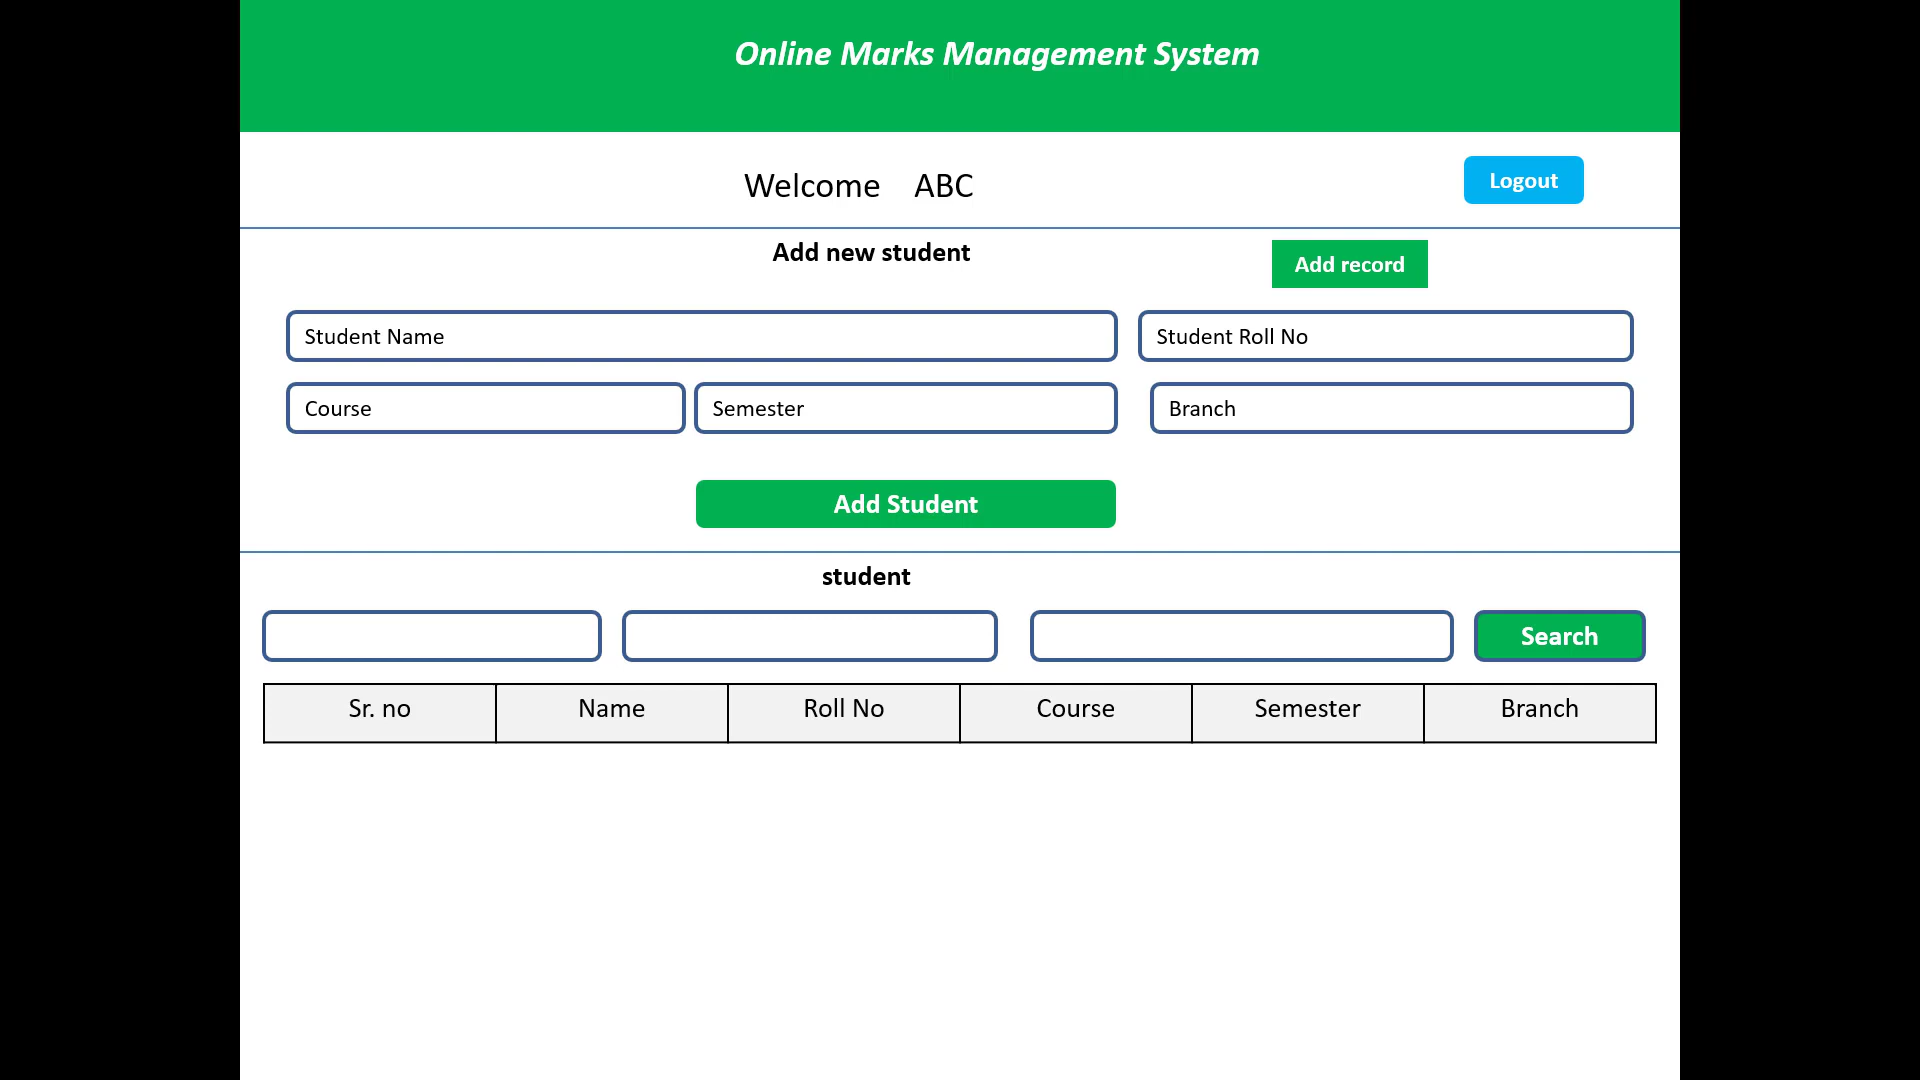 Online Marks Management System
Welcome ABC
Logout
Add new student
Add record
Student Name
Student Roll No
Course
Semester
Branch
Add Student
student
Search
Sr. no
Name
Roll No
Course
Semester
Branch